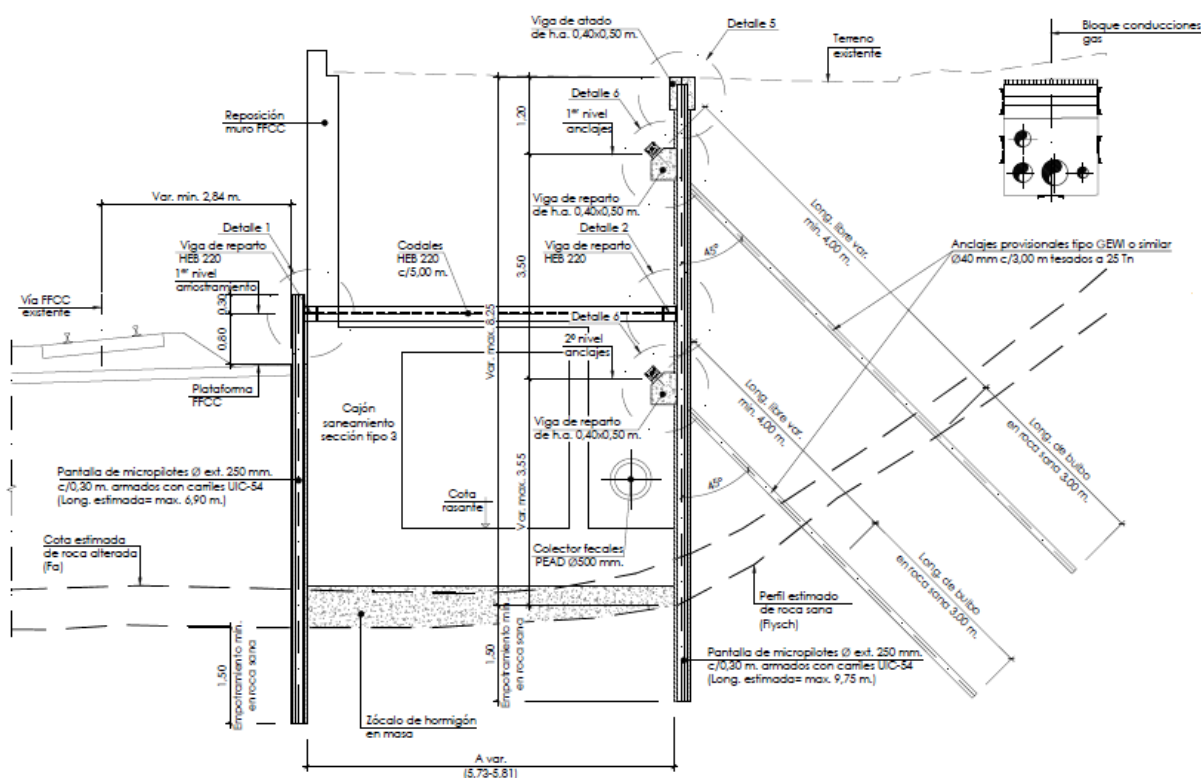 Viga de atado
de h.a. 0,40x0,50 m.
Detalle 5
Bloque conducciones
gas
Terreno
existente
Detalle 6
Reposición
muro FFCC
1er nivel
anclajes
1,20
Var. min. 2,84 m.
Viga de reparto
de h.a. 0,40x0,50 m.
Long. libre var.
min. 4,00 m.
Detalle 1
Viga de reparto
HEB 220
Codales
HEB 220
c/5,00 m.
Detalle 2
Viga de reparto
HEB 220
45º
Anclajes provisionales tipo GEWI o similar
Ø40 mm c/3,00 m tesados a 25 Tn
1er nivel
arriostramiento
3,50
Var. max. 8,25
Vía FFCC
existente
0,30
0,80
Detalle 6
2º nivel
anclajes
Plataforma
FFCC
Cajón
saneamiento
sección tipo 3
Viga de reparto
de h.a. 0,40x0,50 m.
Long. libre var.
min. 4,00 m.
Long. de bulbo
en roca sana 3,00 m.
Pantalla de micropilotes Ø ext. 250 mm.
c/0,30 m. armados con carriles UIC-54
(Long. estimada= max. 6,90 m.)
Var. max. 3,55
45º
Cota
rasante
Cota estimada
de roca alterada
(Fa)
Colector fecales
PEAD Ø500 mm.
Long. de bulbo
en roca sana 3,00 m.
Perfil estimado
de roca sana
(Flysch)
1,50
Empotramiento min.
en roca sana
1,50
Empotramiento min.
en roca sana
Pantalla de micropilotes Ø ext. 250 mm.
c/0,30 m. armados con carriles UIC-54
(Long. estimada= max. 9,75 m.)
Zócalo de hormigón
en masa
A var.
(5,73-5,81)